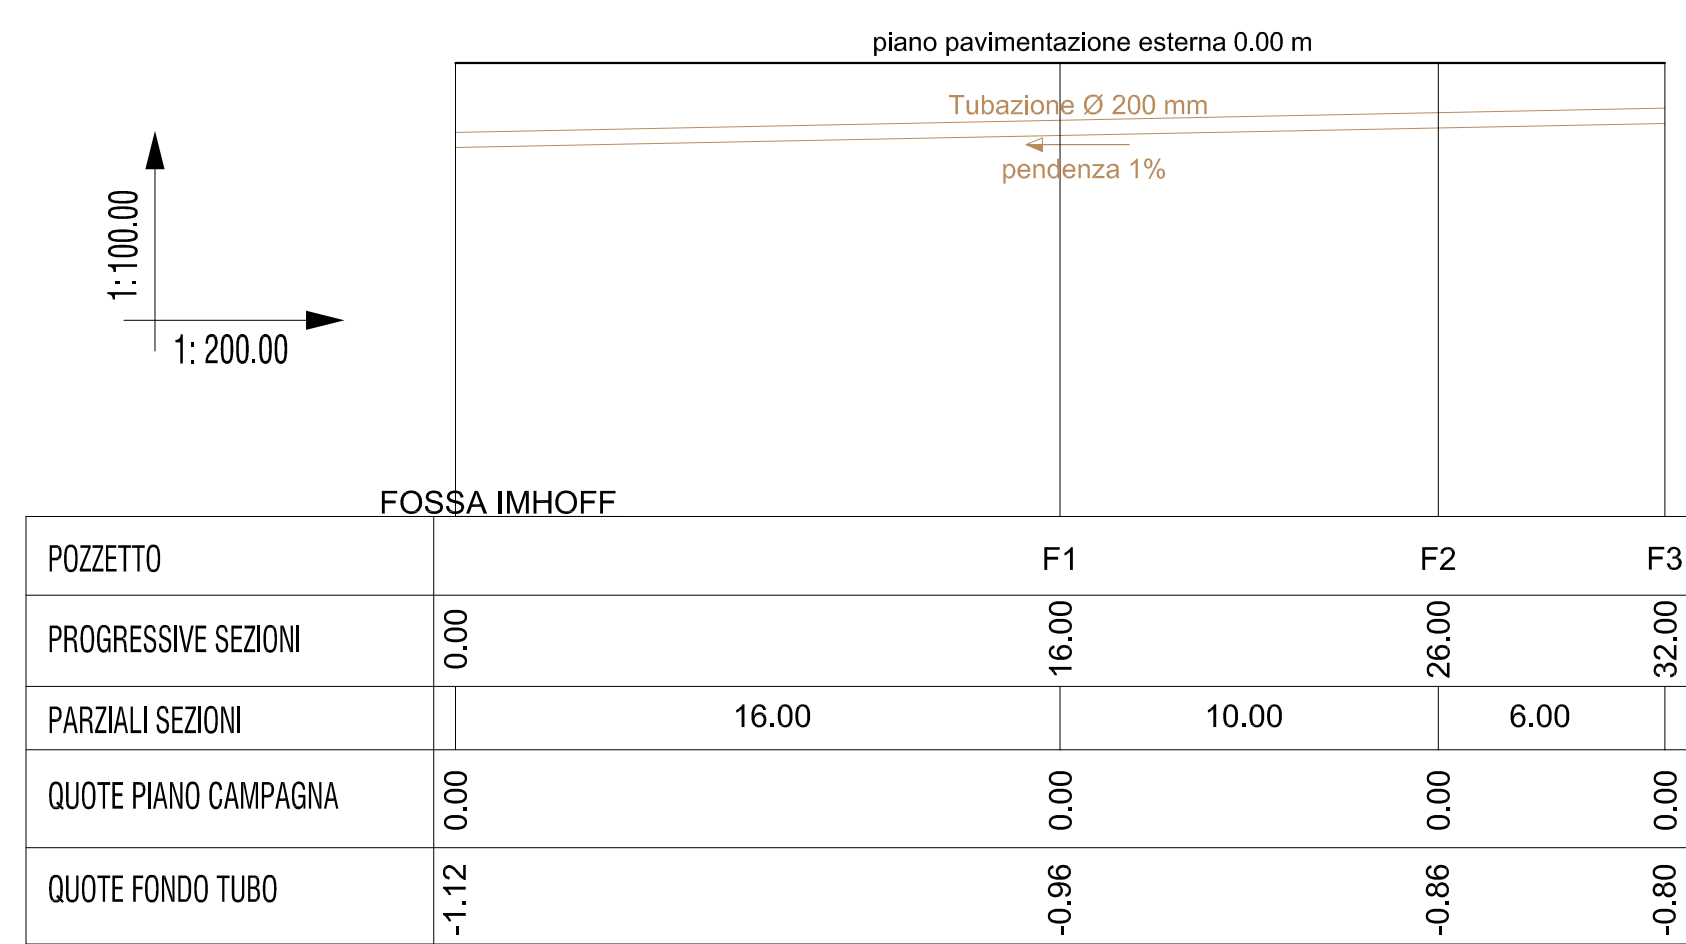 piano pavimentazione esterna 0.00 m
Tubazione Ø 200 mm
pendenza 1%
1: 100.00
1: 200.00
FOSSA IMHOFF
POZZETTO F1 F2 F3
PROGRESSIVE SEZIONI 0.00 16.00 26.00 32.00
PARZIALI SEZIONI 16.00 10.00 6.00
QUOTE PIANO CAMPAGNA 0.00 0.00 0.00 0.00
QUOTE FONDO TUBO -1.12 -0.96 -0.86 -0.80